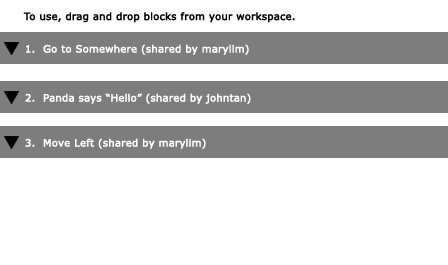 To use, drag and drop blocks from your workspace.
1. Go to Somewhere (shared by marylim)
2. Panda says “Hello” (shared by johntan)
3. Move Left (shared by marylim)